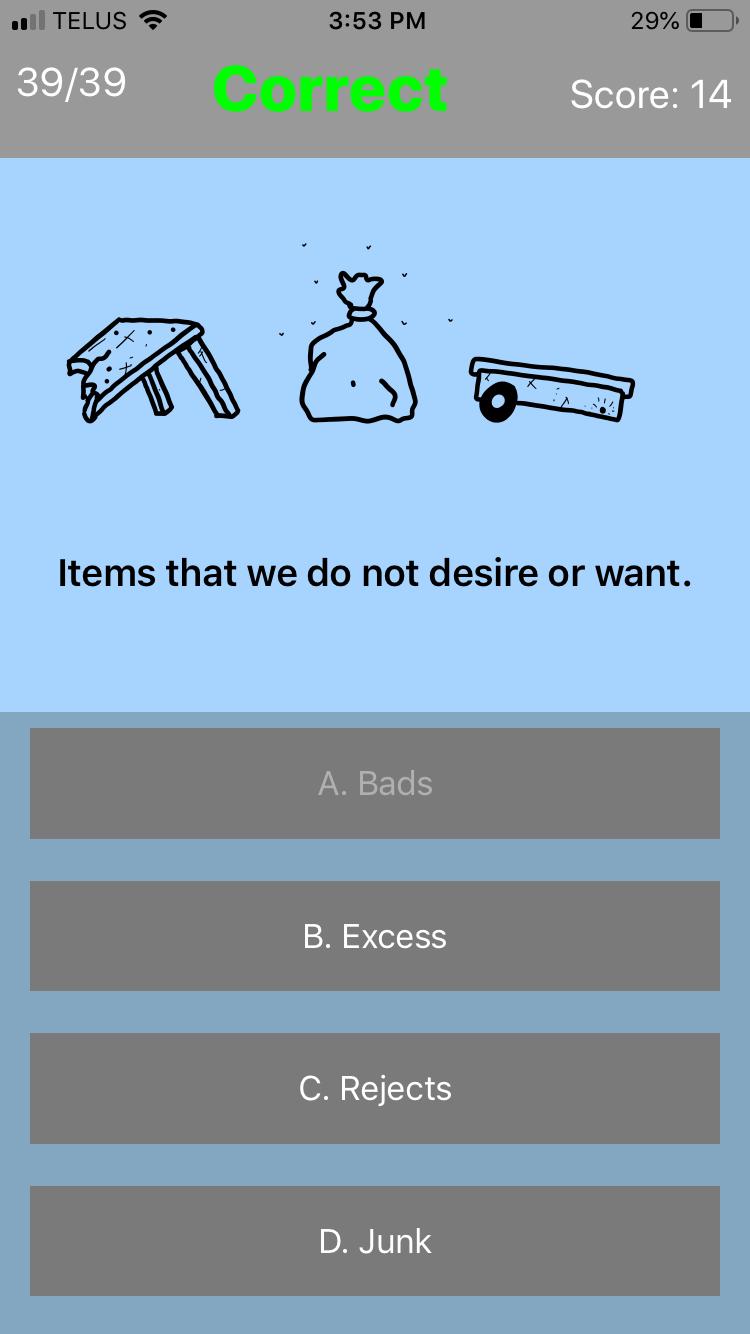 TELUS 3:53 PM 29%
39/39 Correct Score: 14
Items that we do not desire or want.
A. Bads
B. Excess
C. Rejects
D. Junk